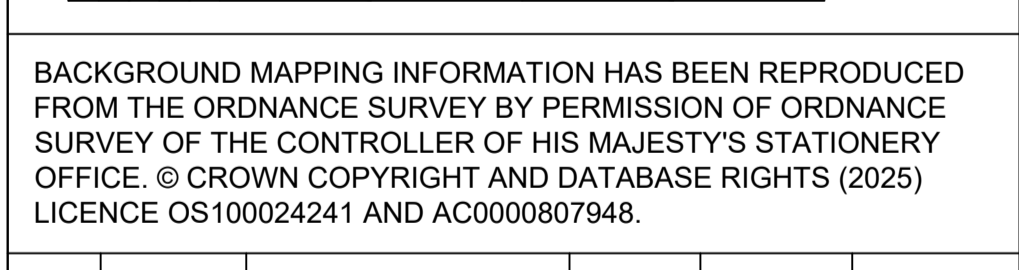 BACKGROUND MAPPING INFORMATION HAS BEEN REPRODUCED
FROM THE ORDNANCE SURVEY BY PERMISSION OF ORDNANCE
SURVEY OF THE CONTROLLER OF HIS MAJESTY'S STATIONERY
OFFICE. © CROWN COPYRIGHT AND DATABASE RIGHTS (2025)
LICENCE OS100024241 AND AC0000807948.